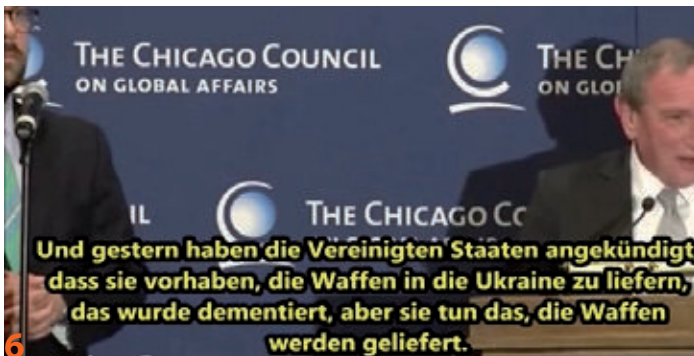 THE CHICAGO COUNCIL
ON GLOBAL AFFAIRS
THE CH
ON GLO
IL
THE CHICAGO CO
Und gestern haben die Vereinigten Staaten angekündigt
dass sie vorhaben, die Waffen in die Ukraine zu liefern,
das wurde dementiert, aber sie tun das, die Waffen
werden geliefert.
6